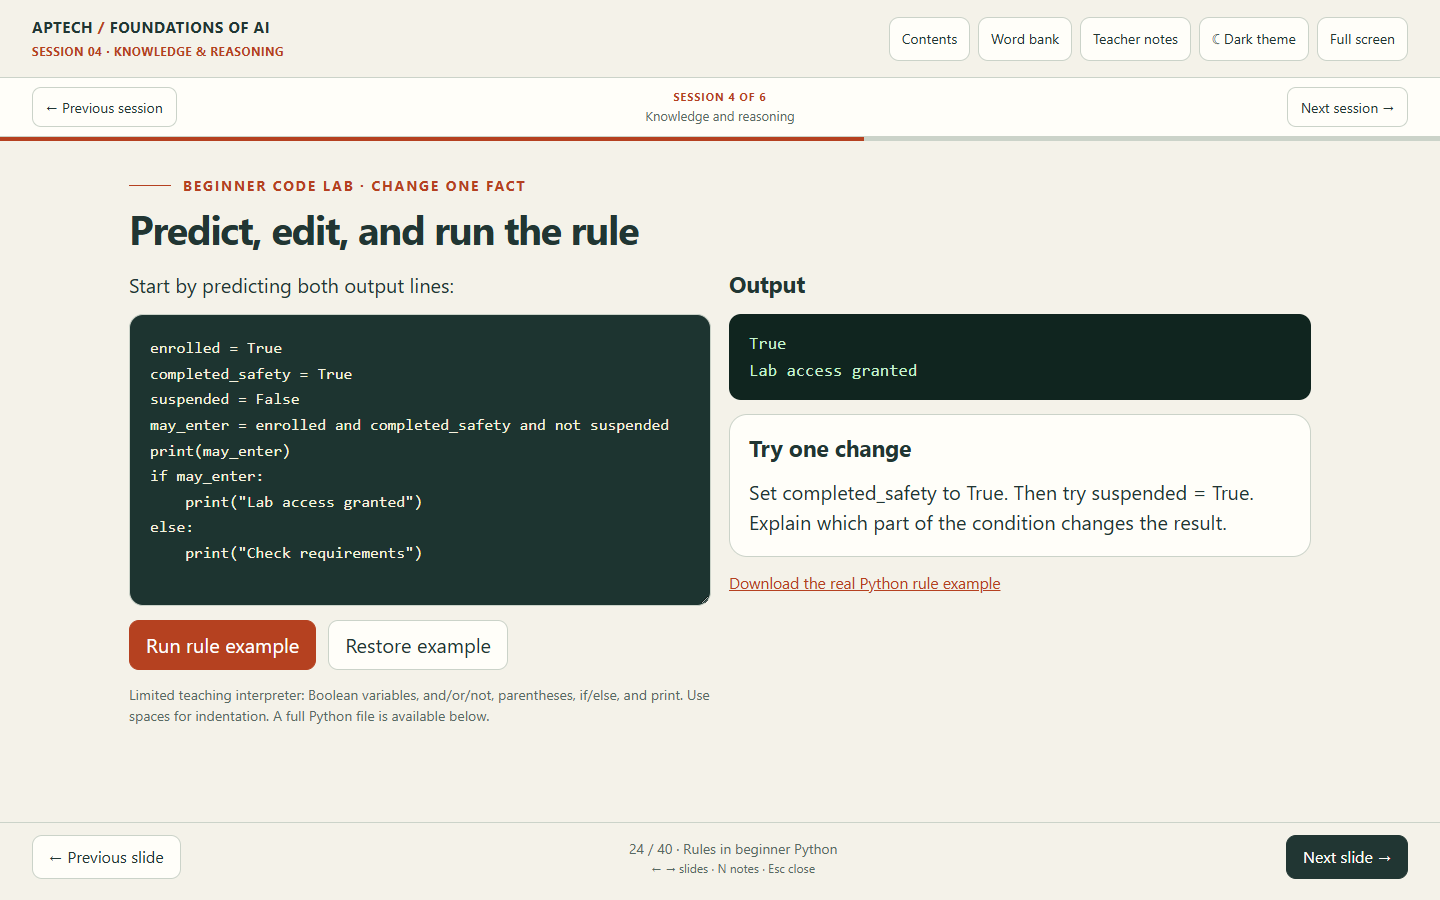 APTECH / FOUNDATIONS OF AI
SESSION 04 · KNOWLEDGE & REASONING
Contents
Word bank
Teacher notes
☾ Dark theme
Full screen
← Previous session
SESSION 4 OF 6
Knowledge and reasoning
Next session →
BEGINNER CODE LAB · CHANGE ONE FACT
Predict, edit, and run the rule
Start by predicting both output lines:
enrolled = True
completed_safety = True
suspended = False
may_enter = enrolled and completed_safety and not suspended
print(may_enter)
if may_enter:
    print("Lab access granted")
else:
    print("Check requirements")
Run rule example
Restore example
Limited teaching interpreter: Boolean variables, and/or/not, parentheses, if/else, and print. Use
spaces for indentation. A full Python file is available below.
Output
True
Lab access granted
Try one change
Set completed_safety to True. Then try suspended = True.
Explain which part of the condition changes the result.
Download the real Python rule example
← Previous slide
24 / 40 · Rules in beginner Python
← → slides · N notes · Esc close
Next slide →